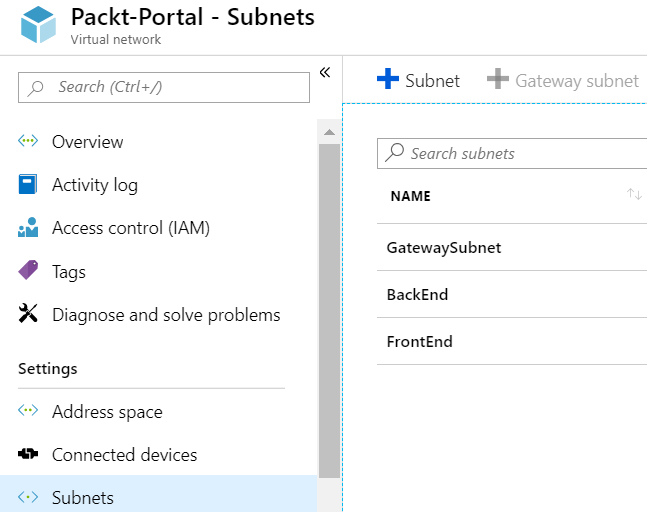 Packt-Portal - Subnets
Virtual network
Search (Ctrl+/)
Overview
Activity log
Access control (IAM)
Tags
Diagnose and solve problems
Settings
Address space
Connected devices
Subnets
Subnet
Gateway subnet
Search subnets
NAME
GatewaySubnet
BackEnd
FrontEnd